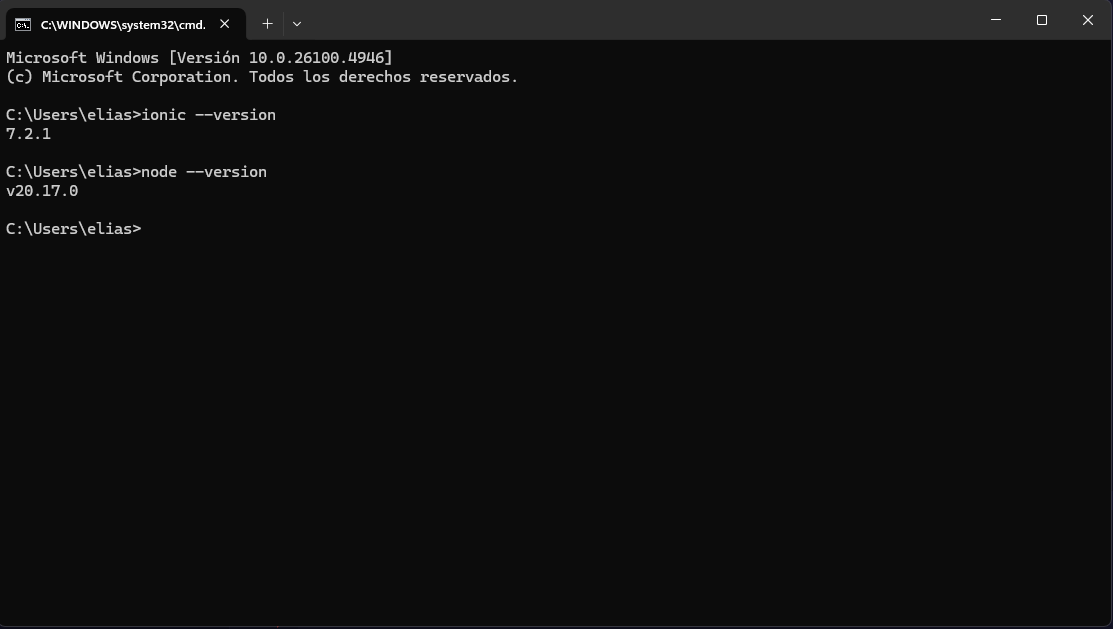 C:\WINDOWS\system32\cmd.
Microsoft Windows [Versión 10.0.26100.4946]
(c) Microsoft Corporation. Todos los derechos reservados.
C:\Users\elias>ionic --version
7.2.1
C:\Users\elias>node --version
v20.17.0
C:\Users\elias>